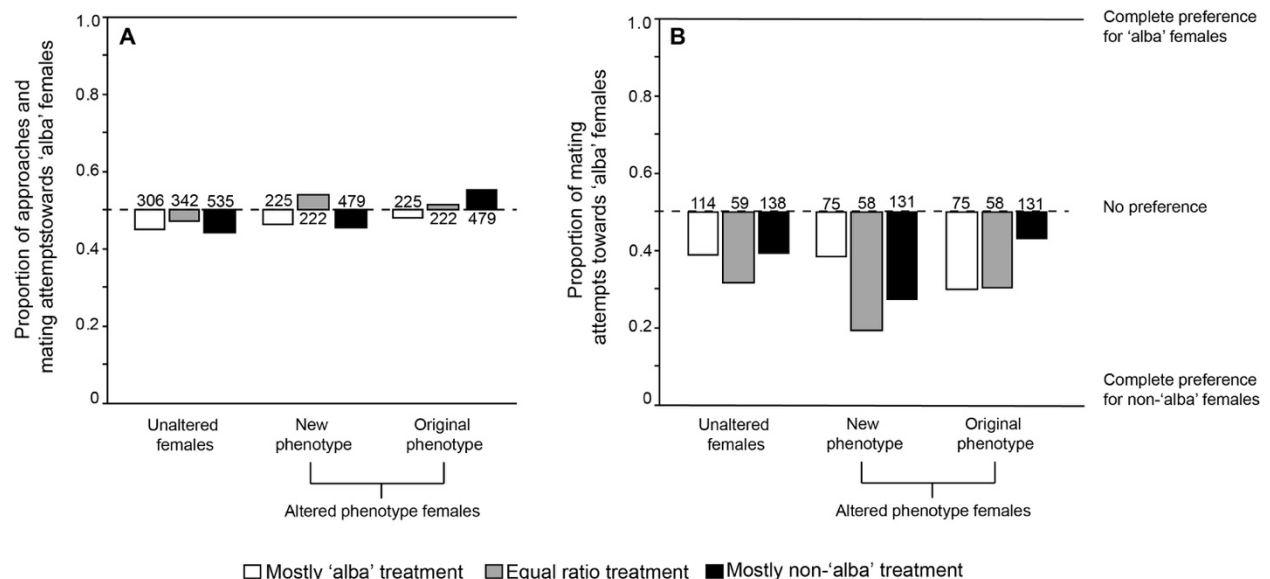 A
Proportion of approaches and
mating attemptstowards ‘alba’ females
1.0
0.8
0.6
0.4
0.2
0
306 342 535
225 479
222
225
222 479
Unaltered
females
New
phenotype
Original
phenotype
Altered phenotype females
B
Proportion of mating
attempts towards ‘alba’ females
1.0
0.8
0.6
0.4
0.2
0
114 59 138
75 58 131
75 58 131
Unaltered
females
New
phenotype
Original
phenotype
Altered phenotype females
Complete preference
for ‘alba’ females
No preference
Complete preference
for non-‘alba’ females
Mostly ‘alba’ treatment Equal ratio treatment Mostly non-‘alba’ treatment